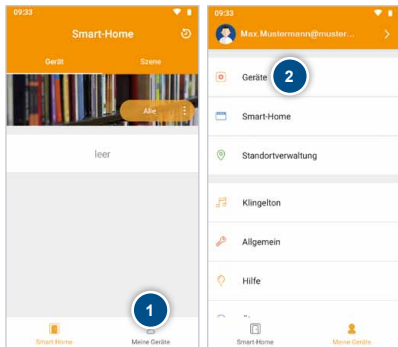 09:33
Smart-Home
Gerät
Szene
Alle
leer
1
Smart-Home
Meine Geräte
09:33
Max.Mustermann@muster...
Geräte
2
Smart-Home
Standortverwaltung
Klingelton
Allgemein
Hilfe
Smart-Home
Meine Geräte